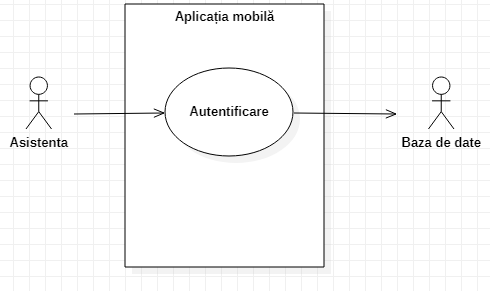 Aplicația mobilă
Autentificare
Asistenta
Baza de date